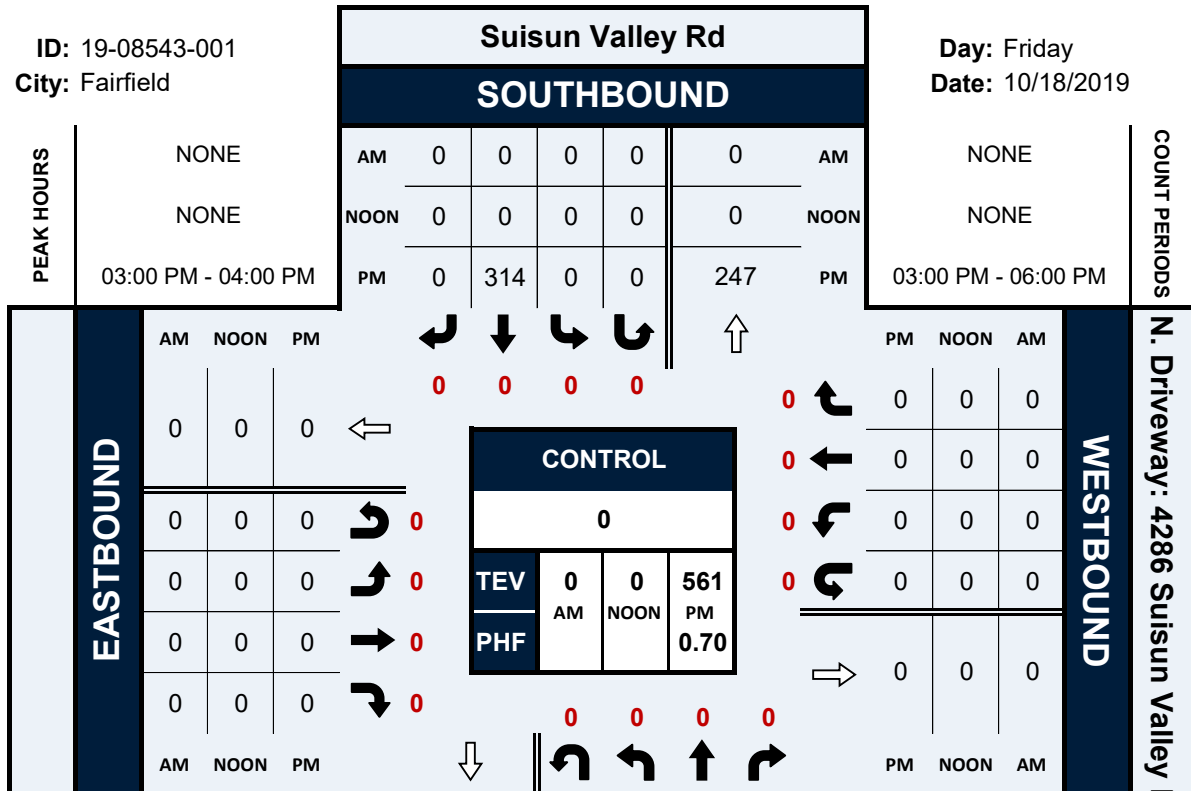 Suisun Valley Rd
ID: 19-08543-001
Day: Friday
City: Fairfield
Date: 10/18/2019
SOUTHBOUND
PEAK HOURS
NONE
AM 0 0 0 0 0 AM
NONE
COUNT PERIODS
NONE
NOON 0 0 0 0 0 NOON
NONE
03:00 PM - 04:00 PM
PM 0 314 0 0 247 PM
03:00 PM - 06:00 PM
AM NOON PM
PM NOON AM
0 0 0 0
0 0 0 0
0 0 0
EASTBOUND
CONTROL
0 0 0 0
WESTBOUND
N. Driveway: 4286 Suisun Valley
0 0 0 0
0
0 0 0 0
0 0 0 0
TEV 0 0 561
0 0 0 0
AM NOON PM
0 0 0 0
PHF 0.70
0 0 0
0 0 0 0
0 0 0 0
AM NOON PM
PM NOON AM